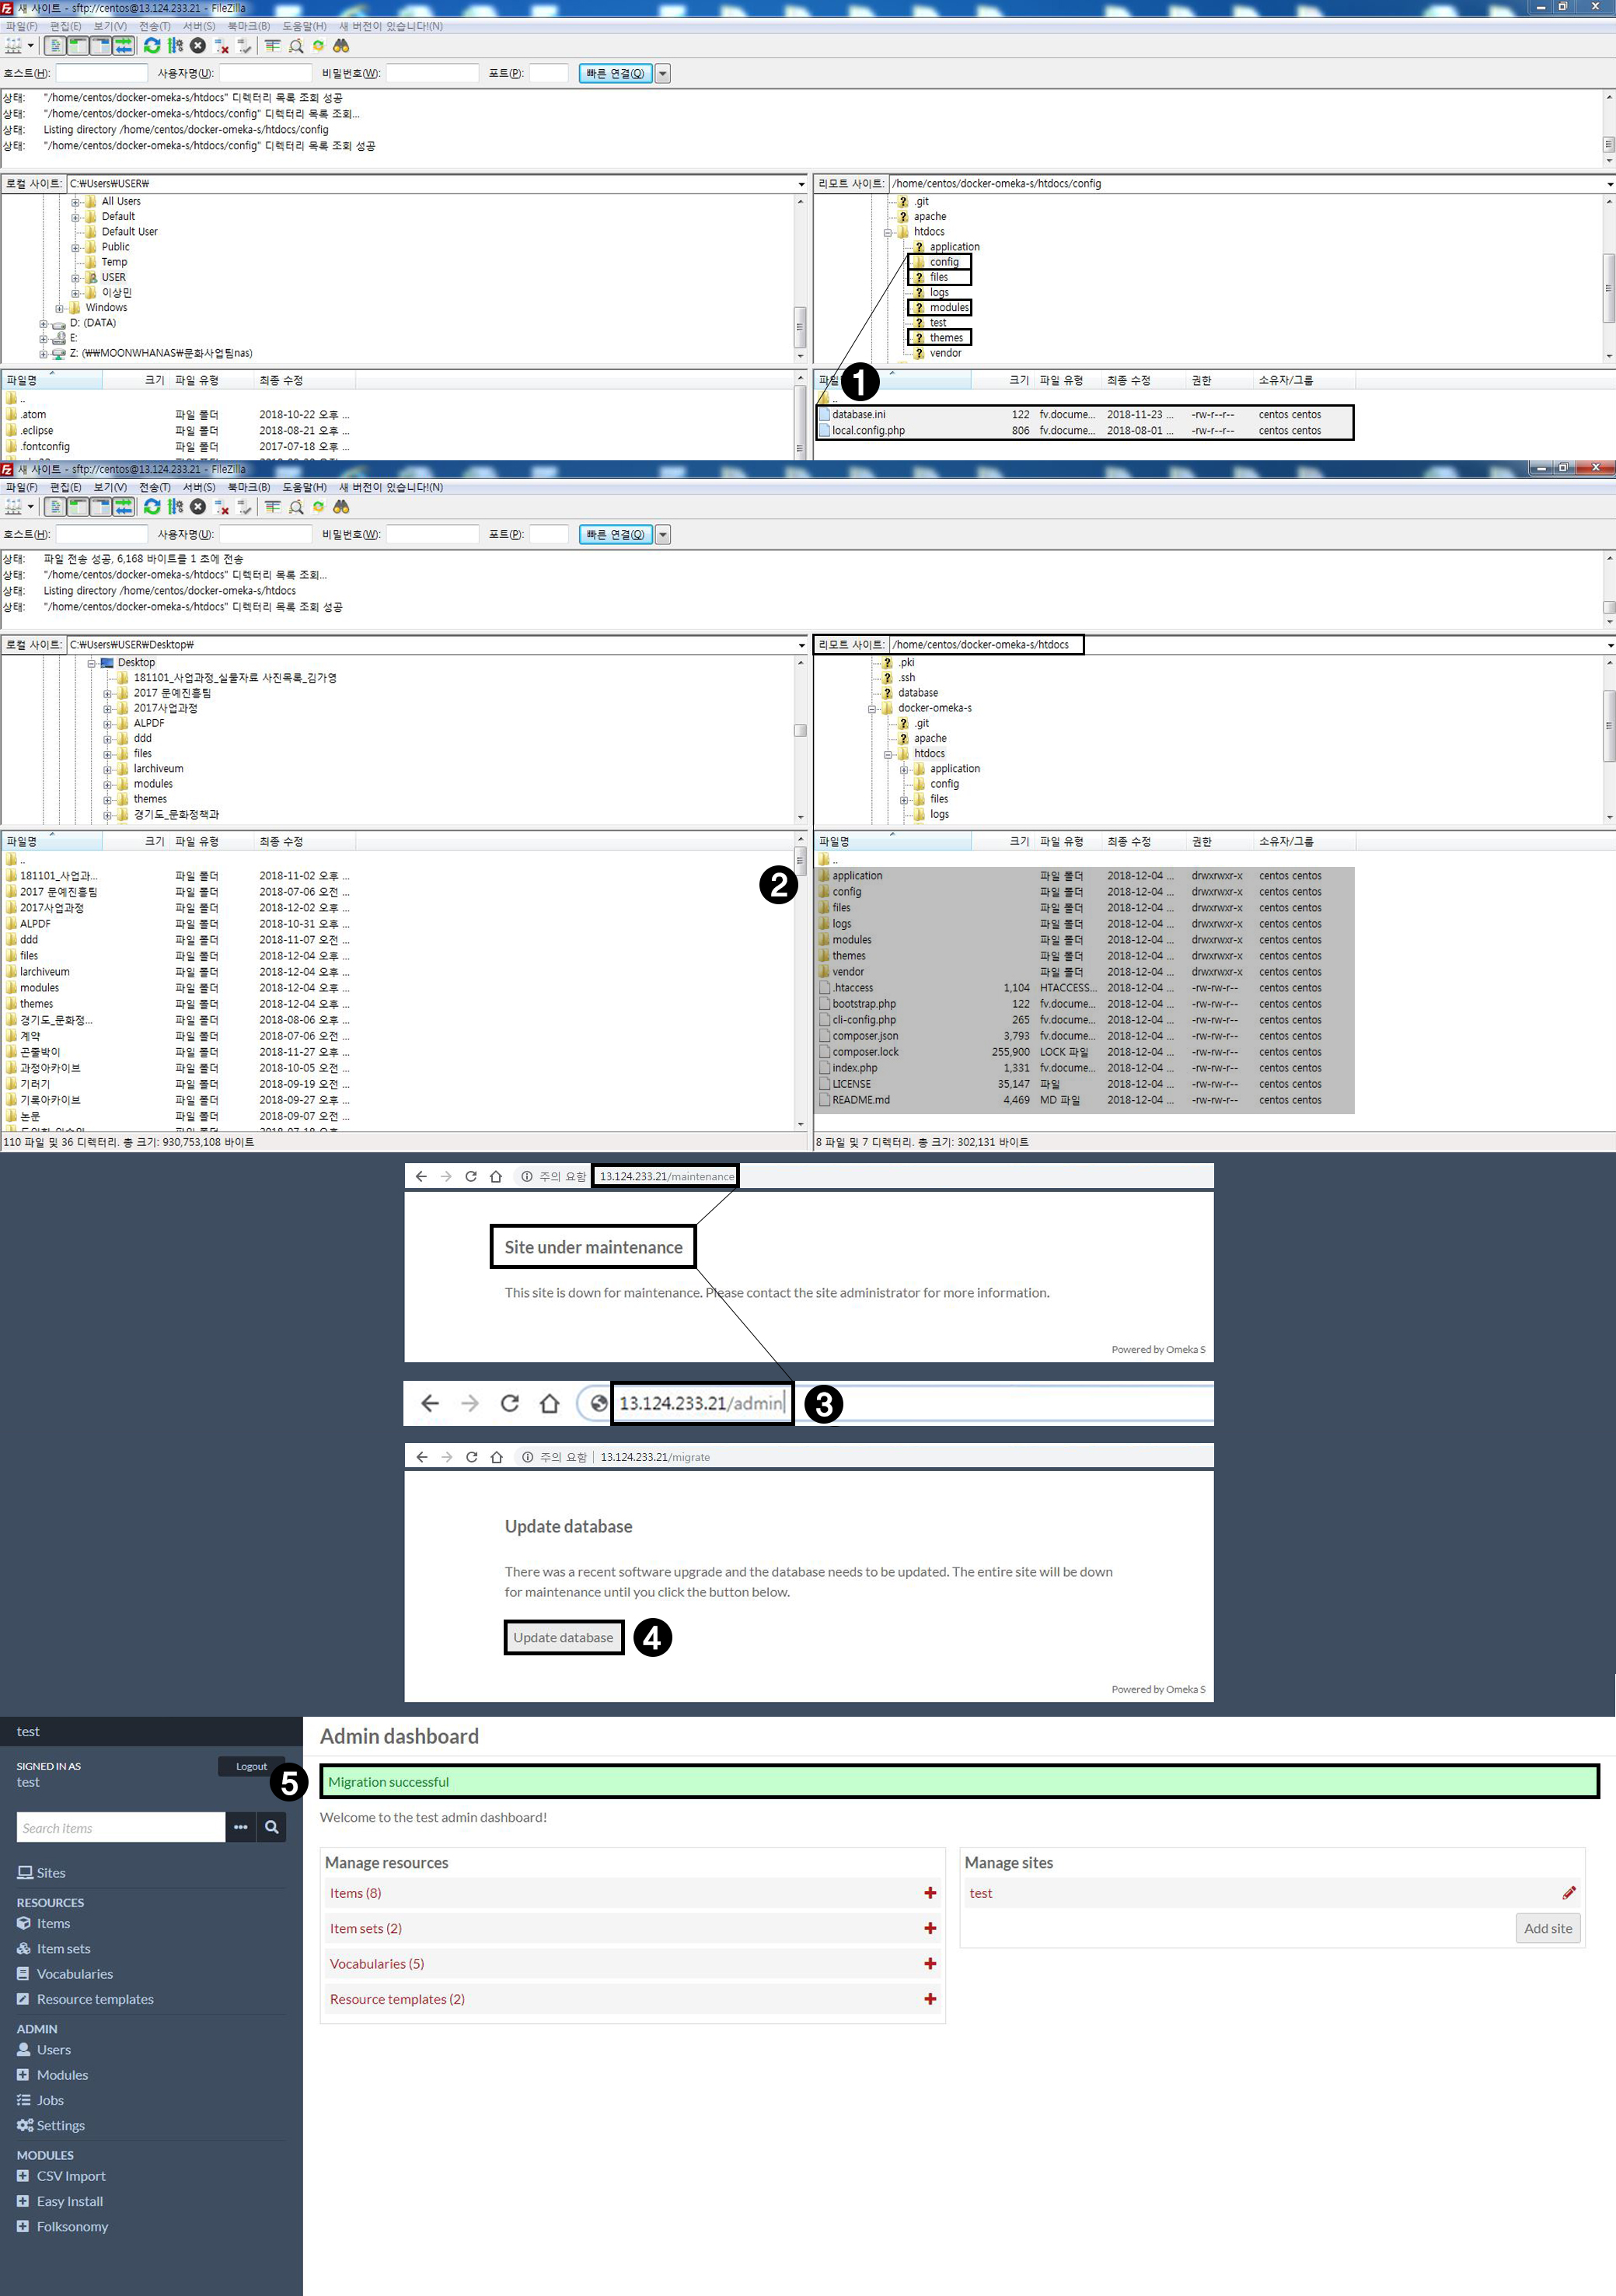 새 사이트 - sftp://centos@13.124.233.21 - FileZilla
파일(F) 편집(E) 보기(V) 전송(T) 서버(S) 북마크(B) 도움말(H) 새 버전이 있습니다!(N)
호스트(H): 사용자명(U): 비밀번호(W): 포트(P): 빠른 연결(Q)
상태: "/home/centos/docker-omeka-s/htdocs" 디렉터리 목록 조회 성공
상태: "/home/centos/docker-omeka-s/htdocs/config" 디렉터리 목록 조회...
상태: Listing directory /home/centos/docker-omeka-s/htdocs/config
상태: "/home/centos/docker-omeka-s/htdocs/config" 디렉터리 목록 조회 성공
로컬 사이트: C:₩Users₩USER₩
All Users
Default
Default User
Public
Temp
USER
이상민
Windows
D: (DATA)
E:
Z: (₩₩MOONWHANAS₩문화사업팀nas)
파일명 크기 파일 유형 최종 수정
..
.atom 파일 폴더 2018-10-22 오후 ...
.eclipse 파일 폴더 2018-08-21 오후 ...
.fontconfig 파일 폴더 2017-07-18 오후 ...
리모트 사이트: /home/centos/docker-omeka-s/htdocs/config
.git
apache
htdocs
application
config
files
logs
modules
test
themes
vendor
1
파일 크기 파일 유형 최종 수정 권한 소유자/그룹
..
database.ini 122 fv.docume... 2018-11-23 ... -rw-r--r-- centos centos
local.config.php 806 fv.docume... 2018-08-01 ... -rw-r--r-- centos centos
새 사이트 - sftp://centos@13.124.233.21 - FileZilla
파일(F) 편집(E) 보기(V) 전송(T) 서버(S) 북마크(B) 도움말(H) 새 버전이 있습니다!(N)
호스트(H): 사용자명(U): 비밀번호(W): 포트(P): 빠른 연결(Q)
상태: 파일 전송 성공, 6,168 바이트를 1 초에 전송
상태: "/home/centos/docker-omeka-s/htdocs" 디렉터리 목록 조회...
상태: Listing directory /home/centos/docker-omeka-s/htdocs
상태: "/home/centos/docker-omeka-s/htdocs" 디렉터리 목록 조회 성공
로컬 사이트: C:₩Users₩USER₩Desktop₩
Desktop
181101_사업과정_실물자료 사진목록_김가영
2017 문예진흥팀
2017사업과정
ALPDF
ddd
files
larchiveum
modules
themes
경기도_문화정책과
파일명 크기 파일 유형 최종 수정
..
181101_사업과... 파일 폴더 2018-11-02 오후 ...
2017 문예진흥팀 파일 폴더 2018-07-06 오전 ...
2017사업과정 파일 폴더 2018-12-02 오후 ...
ALPDF 파일 폴더 2018-10-31 오후 ...
ddd 파일 폴더 2018-11-07 오전 ...
files 파일 폴더 2018-12-04 오후 ...
larchiveum 파일 폴더 2018-12-04 오후 ...
modules 파일 폴더 2018-12-04 오후 ...
themes 파일 폴더 2018-12-04 오후 ...
경기도_문화정... 파일 폴더 2018-08-06 오후 ...
계약 파일 폴더 2018-07-06 오전 ...
곤줄박이 파일 폴더 2018-11-27 오후 ...
과정아카이브 파일 폴더 2018-10-05 오전 ...
기러기 파일 폴더 2018-09-19 오전 ...
기록아카이브 파일 폴더 2018-09-27 오후 ...
논문 파일 폴더 2018-09-07 오전 ...
110 파일 및 36 디렉터리. 총 크기: 930,753,108 바이트
리모트 사이트: /home/centos/docker-omeka-s/htdocs
.pki
.ssh
database
docker-omeka-s
.git
apache
htdocs
application
config
files
logs
2
파일명 크기 파일 유형 최종 수정 권한 소유자/그룹
..
application 파일 폴더 2018-12-04 ... drwxrwxr-x centos centos
config 파일 폴더 2018-12-04 ... drwxrwxr-x centos centos
files 파일 폴더 2018-12-04 ... drwxrwxr-x centos centos
logs 파일 폴더 2018-12-04 ... drwxrwxr-x centos centos
modules 파일 폴더 2018-12-04 ... drwxrwxr-x centos centos
themes 파일 폴더 2018-12-04 ... drwxrwxr-x centos centos
vendor 파일 폴더 2018-12-04 ... drwxrwxr-x centos centos
.htaccess 1,104 HTACCESS... 2018-12-04 ... -rw-rw-r-- centos centos
bootstrap.php 122 fv.docume... 2018-12-04 ... -rw-rw-r-- centos centos
cli-config.php 265 fv.docume... 2018-12-04 ... -rw-rw-r-- centos centos
composer.json 3,793 fv.docume... 2018-12-04 ... -rw-rw-r-- centos centos
composer.lock 255,900 LOCK 파일 2018-12-04 ... -rw-rw-r-- centos centos
index.php 1,331 fv.docume... 2018-12-04 ... -rw-rw-r-- centos centos
LICENSE 35,147 파일 2018-12-04 ... -rw-rw-r-- centos centos
README.md 4,469 MD 파일 2018-12-04 ... -rw-rw-r-- centos centos
8 파일 및 7 디렉터리. 총 크기: 302,131 바이트
주의 요함 13.124.233.21/maintenance
Site under maintenance
This site is down for maintenance. Please contact the site administrator for more information.
Powered by Omeka S
13.124.233.21/admin 3
주의 요함 | 13.124.233.21/migrate
Update database
There was a recent software upgrade and the database needs to be updated. The entire site will be down
for maintenance until you click the button below.
Update database 4
Powered by Omeka S
test
SIGNED IN AS
test
Logout
Search items
Sites
RESOURCES
Items
Item sets
Vocabularies
Resource templates
ADMIN
Users
Modules
Jobs
Settings
MODULES
CSV Import
Easy Install
Folksonomy
Admin dashboard
5 Migration successful
Welcome to the test admin dashboard!
Manage resources
Items (8)
Item sets (2)
Vocabularies (5)
Resource templates (2)
Manage sites
test
Add site